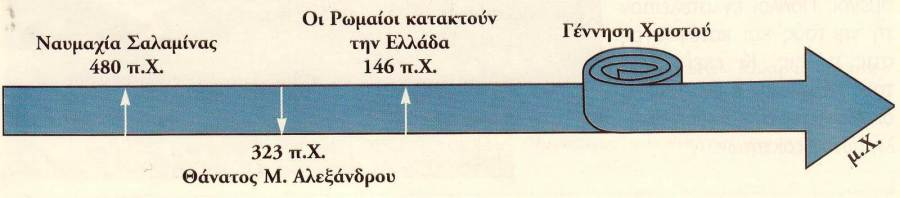 Ναυμαχία Σαλαμίνας
480 π.Χ.
Οι Ρωμαίοι κατακτούν
την Ελλάδα
146 π.Χ.
Γέννηση Χριστού
323 π.Χ.
Θάνατος Μ. Αλεξάνδρου
μ.Χ.